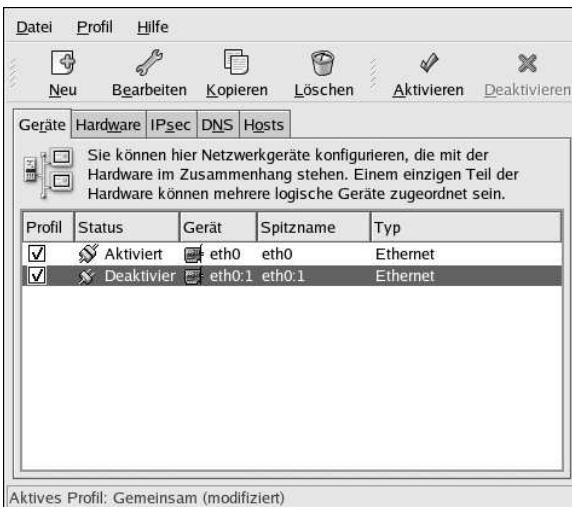 Datei Profil Hilfe
Neu Bearbeiten Kopieren Löschen Aktivieren Deaktivieren
Geräte Hardware IPsec DNS Hosts
Sie können hier Netzwerkgeräte konfigurieren, die mit der
Hardware im Zusammenhang stehen. Einem einzigen Teil der
Hardware können mehrere logische Geräte zugeordnet sein.
Profil Status Gerät Spitzname Typ
Aktiviert eth0 eth0 Ethernet
Deaktivier eth0:1 eth0:1 Ethernet
Aktives Profil: Gemeinsam (modifiziert)